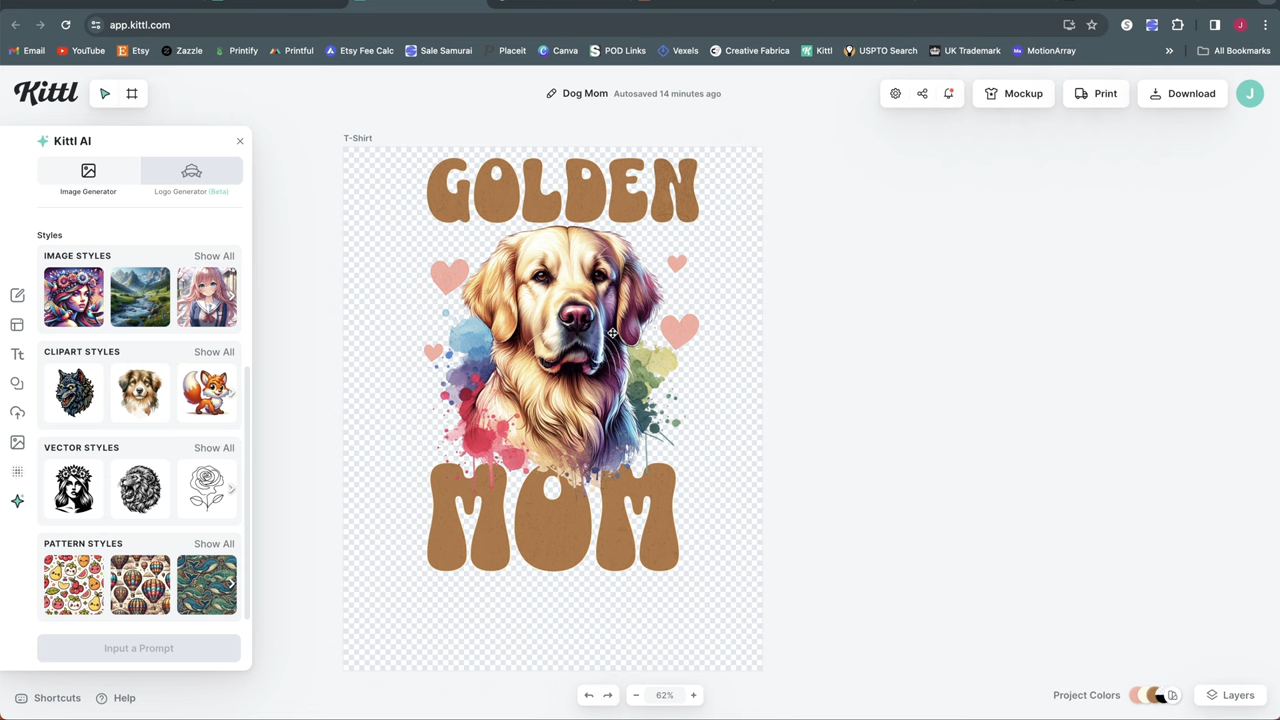 app.kittl.com
J
Email
YouTube
Etsy
Zazzle
Printify
Printful
Etsy Fee Calc
Sale Samurai
Placeit
Canva
POD Links
Vexels
Creative Fabrica
Kittl
USPTO Search
UK Trademark
MotionArray
»
All Bookmarks
Kittl
Dog Mom Autosaved 14 minutes ago
Mockup
Print
Download
J
Kittl AI
Image Generator
Logo Generator (Beta)
Styles
IMAGE STYLES Show All
CLIPART STYLES Show All
VECTOR STYLES Show All
PATTERN STYLES Show All
Input a Prompt
T-Shirt
GOLDEN
MOM
Shortcuts
Help
62%
Project Colors
Layers